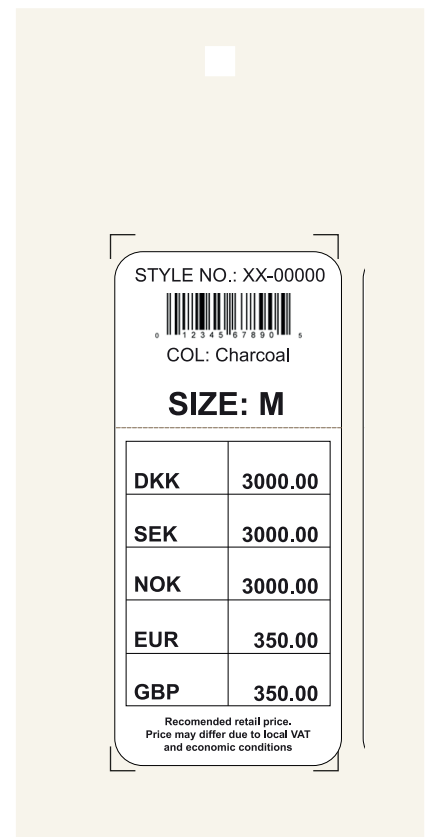 STYLE NO.: XX-00000
0 12345 67890 5
COL: Charcoal
SIZE: M
DKK 3000.00
SEK 3000.00
NOK 3000.00
EUR 350.00
GBP 350.00
Recomended retail price.
Price may differ due to local VAT
and economic conditions